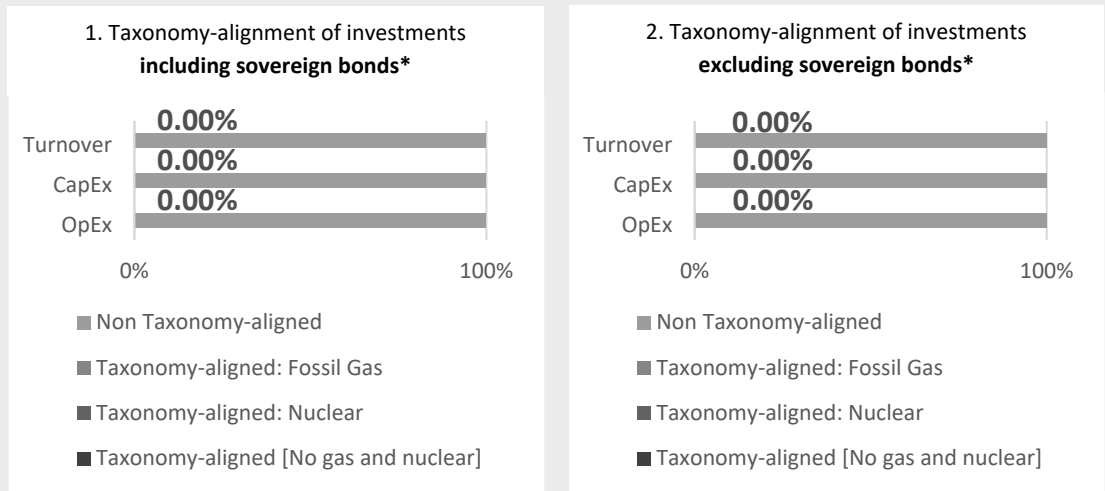 1. Taxonomy-alignment of investments
including sovereign bonds*
0.00%
Turnover
0.00%
CapEx
0.00%
OpEx
0%
100%
Non Taxonomy-aligned
Taxonomy-aligned: Fossil Gas
Taxonomy-aligned: Nuclear
Taxonomy-aligned [No gas and nuclear]
2. Taxonomy-alignment of investments
excluding sovereign bonds*
0.00%
Turnover
0.00%
CapEx
0.00%
OpEx
0%
100%
Non Taxonomy-aligned
Taxonomy-aligned: Fossil Gas
Taxonomy-aligned: Nuclear
Taxonomy-aligned [No gas and nuclear]